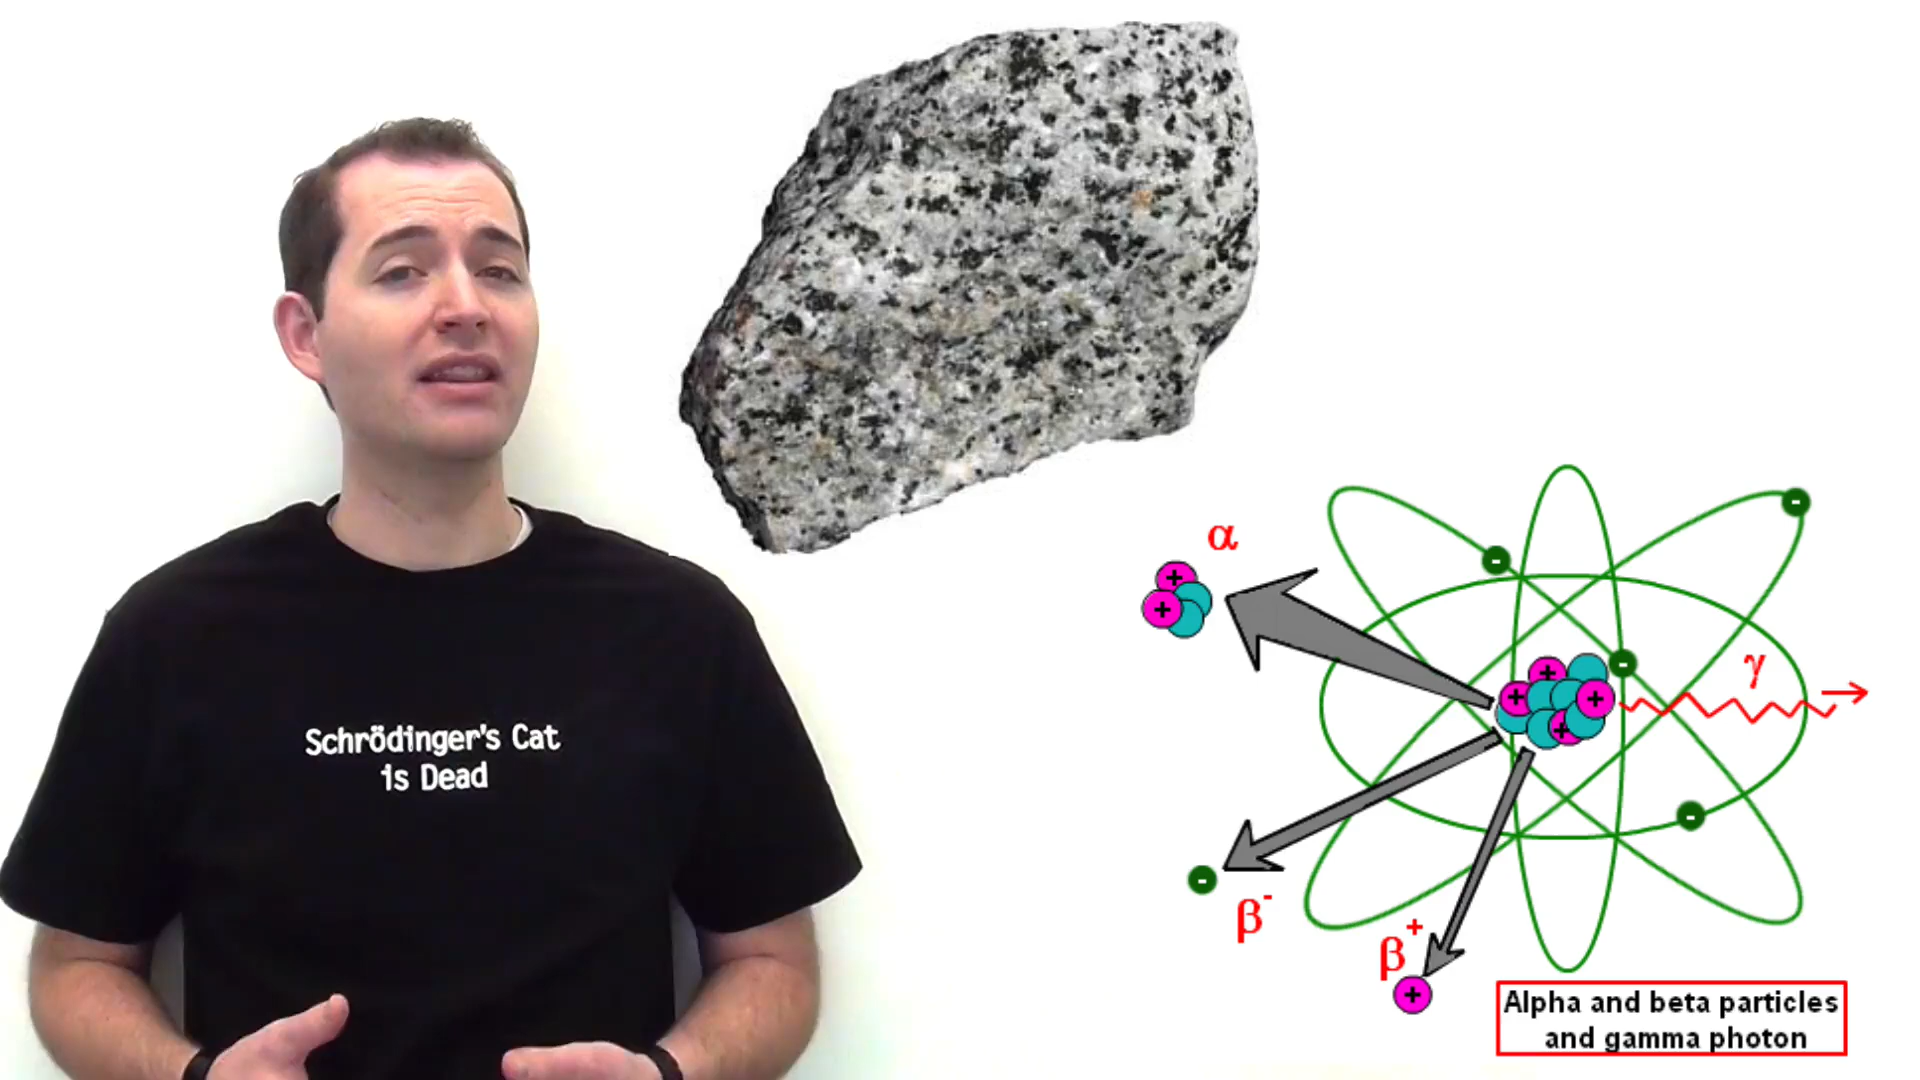 Schrödinger's Cat
is Dead
α
γ
β-
β+
Alpha and beta particles
and gamma photon
+
+
-
-
-
-
-
+
+
+
+
+